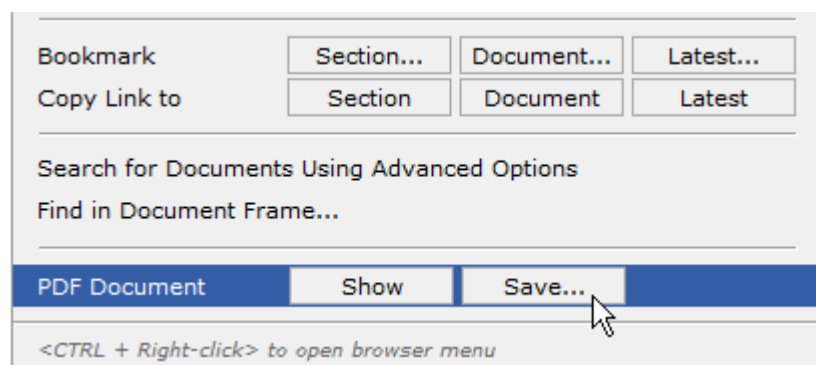 Bookmark Section... Document... Latest...
Copy Link to Section Document Latest
Search for Documents Using Advanced Options
Find in Document Frame...
PDF Document Show Save...
<CTRL + Right-click> to open browser menu